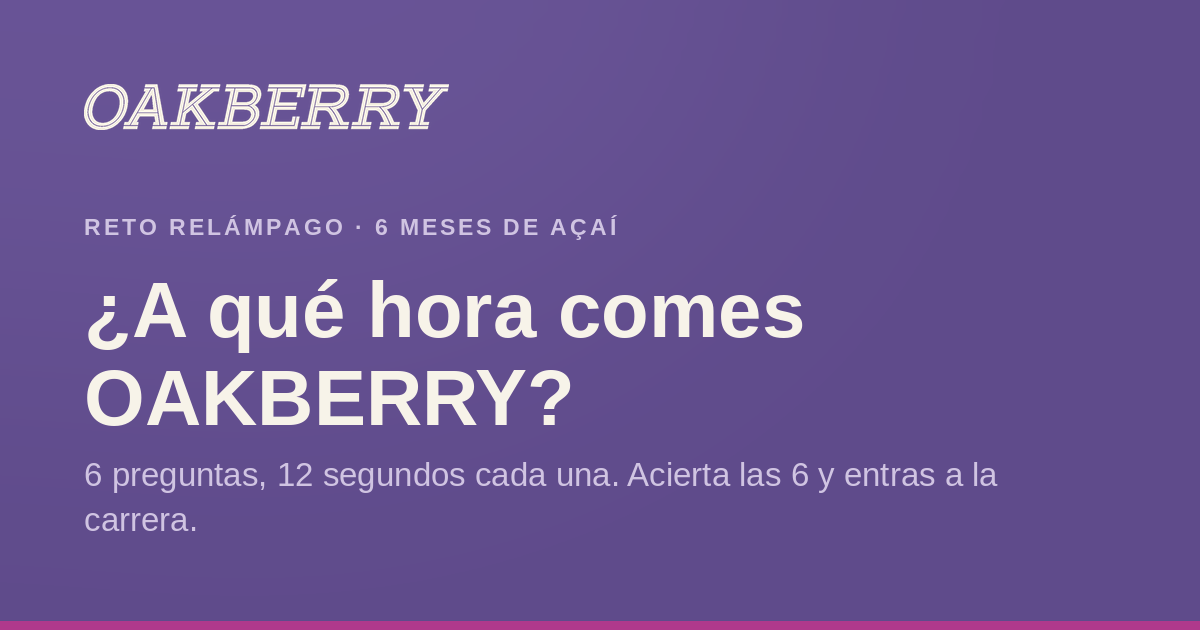 OAKBERRY
RETO RELÁMPAGO · 6 MESES DE AÇAÍ
¿A qué hora comes
OAKBERRY?
6 preguntas, 12 segundos cada una. Acierta las 6 y entras a la
carrera.